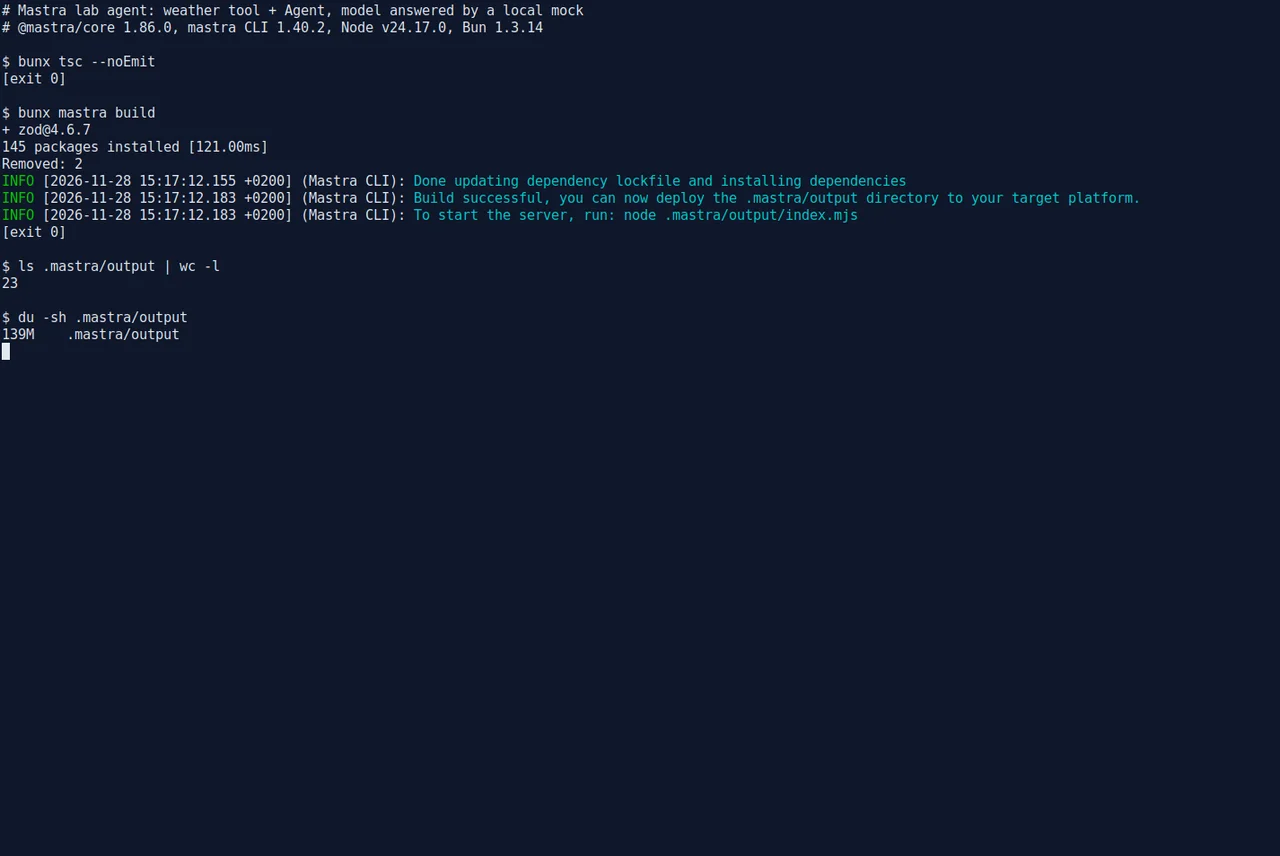 # Mastra lab agent: weather tool + Agent, model answered by a local mock
# @mastra/core 1.86.0, mastra CLI 1.40.2, Node v24.17.0, Bun 1.3.14
$ bunx tsc --noEmit
[exit 0]
$ bunx mastra build
+ zod@4.6.7
145 packages installed [121.00ms]
Removed: 2
INFO [2026-11-28 15:17:12.155 +0200] (Mastra CLI): Done updating dependency lockfile and installing dependencies
INFO [2026-11-28 15:17:12.183 +0200] (Mastra CLI): Build successful, you can now deploy the .mastra/output directory to your target platform.
INFO [2026-11-28 15:17:12.183 +0200] (Mastra CLI): To start the server, run: node .mastra/output/index.mjs
[exit 0]
$ ls .mastra/output | wc -l
23
$ du -sh .mastra/output
139M    .mastra/output